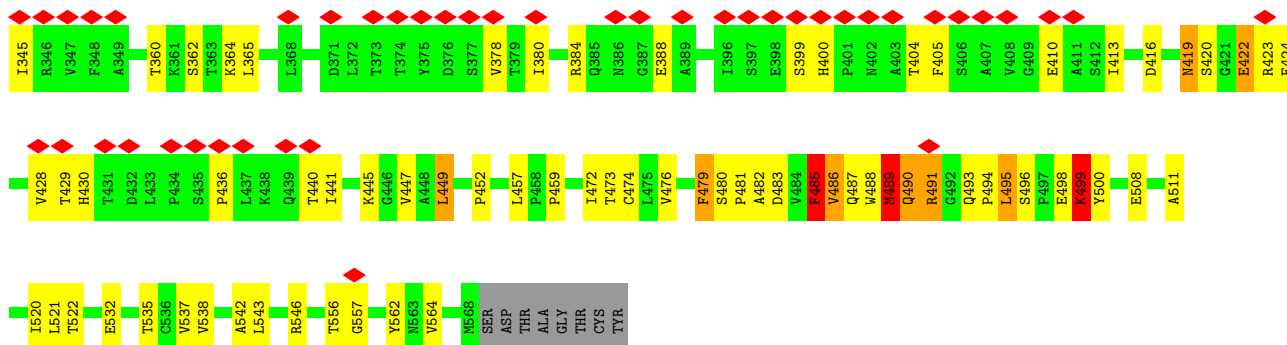 I345 R346 V347 F348 A349 T360 K361 S362 T363 K364 L365 L368 D371 L372 T373 T374 Y375 D376 S377 V378 T379 I380 R384 Q385 N386 G387 E388 A389 I396 S397 E398 S399 H400 P401 N402 A403 T404 F405 S406 A407 V408 G409 E410 A411 S412 I413 D416 N419 S420 G421 E422 R423
V428 T429 H430 T431 D432 L433 P434 S435 P436 L437 K438 Q439 T440 I441 K445 G446 V447 A448 L449 P452 L457 P458 P459 I472 T473 C474 L475 V476 F479 S480 P481 A482 D483 V484 F485 V486 Q487 W488 M489 Q490 R491 G492 Q493 P494 L495 S496 P497 E498 K499 Y500 E508 A511
I520 L521 T522 E532 T535 C536 V537 V538 A542 L543 R546 T556 G557 Y562 N563 V564 M568 SER ASP THR ALA GLY THR CYS TYR